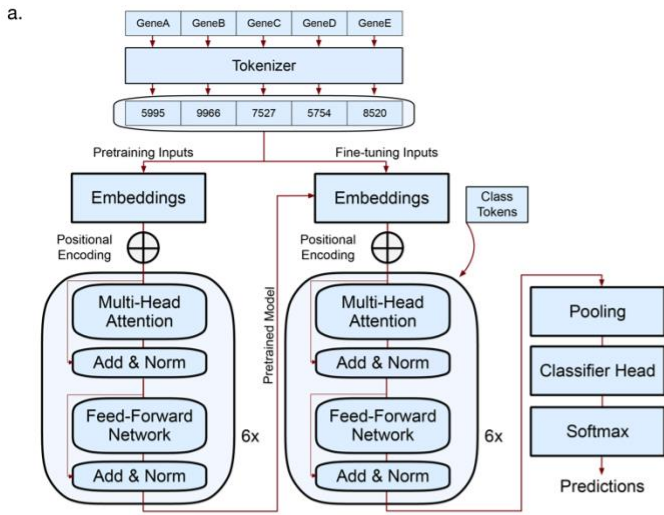 a.
GeneA GeneB GeneC GeneD GeneE
Tokenizer
5995 9966 7527 5754 8520
Pretraining Inputs
Fine-tuning Inputs
Embeddings
Positional
Encoding
Multi-Head
Attention
Add & Norm
Feed-Forward
Network
Add & Norm
6x
Pretrained Model
Embeddings
Class
Tokens
Positional
Encoding
Multi-Head
Attention
Add & Norm
Feed-Forward
Network
Add & Norm
6x
Pooling
Classifier Head
Softmax
Predictions